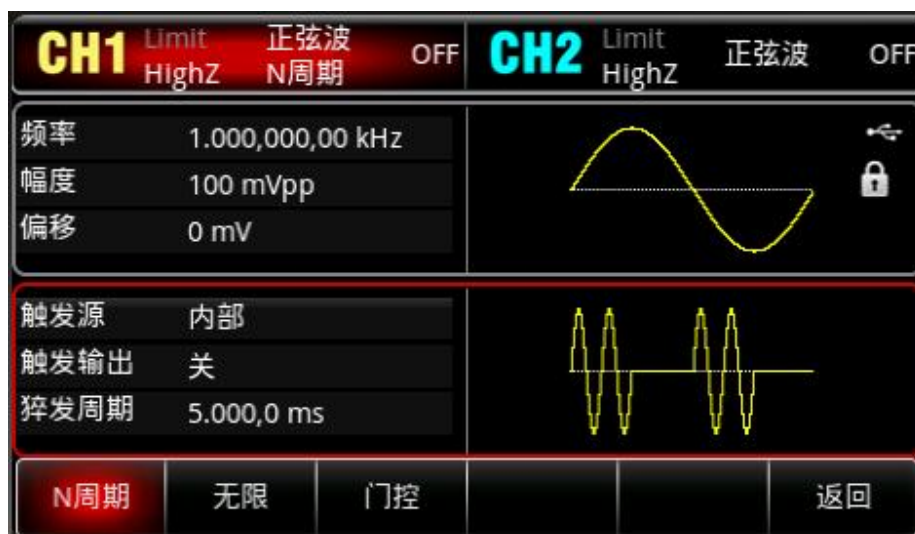 CH1 Limit 正弦波 OFF CH2 Limit 正弦波 OFF
HighZ N周期 HighZ
频率 1.000,000,00 kHz
幅度 100 mVpp
偏移 0 mV
触发源 内部
触发输出 关
猝发周期 5.000,0 ms
N周期 无限 门控 返回